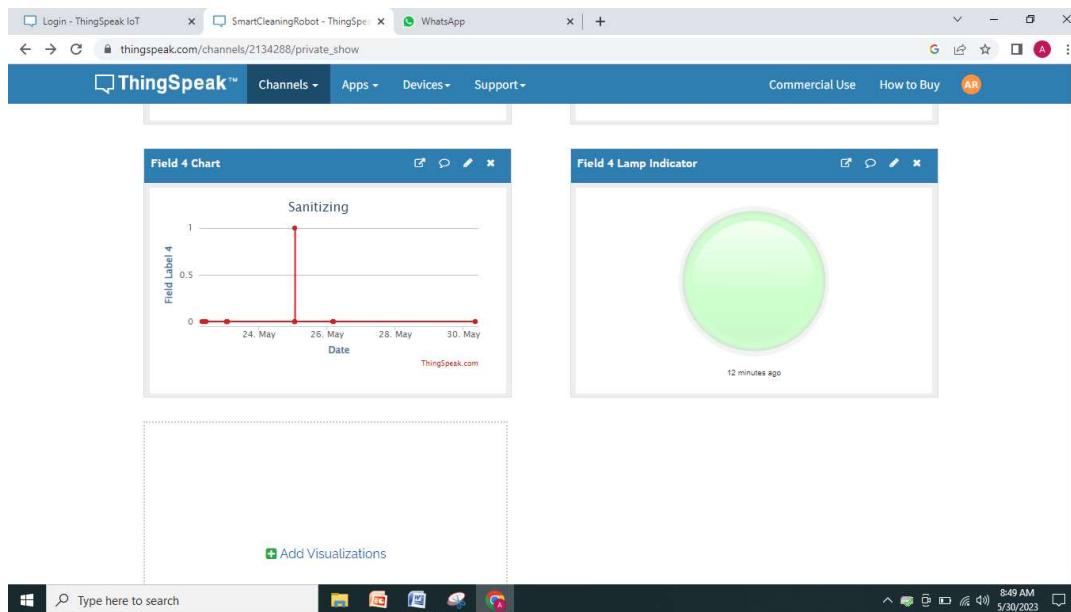 Login - ThingSpeak IoT
SmartCleaningRobot - ThingSpe
WhatsApp
thingspeak.com/channels/2134288/private_show
G
A
ThingSpeak™ Channels Apps Devices Support Commercial Use How to Buy AR
Field 4 Chart
Sanitizing
Field Label 4
1
0.5
0
24. May 26. May 28. May 30. May
Date
ThingSpeak.com
Field 4 Lamp Indicator
12 minutes ago
Add Visualizations
Type here to search
8:49 AM
5/30/2023